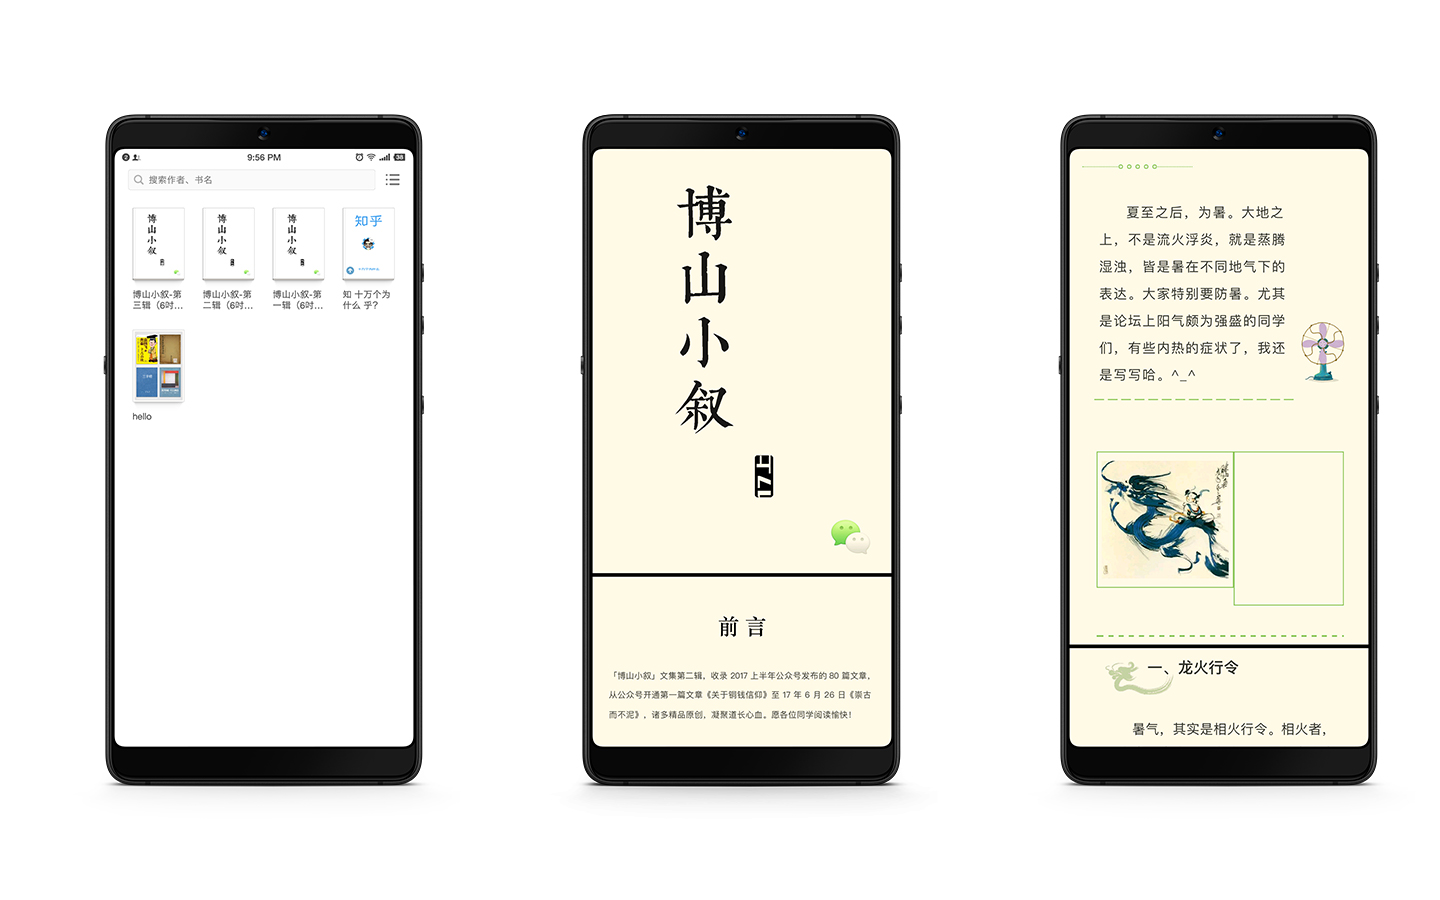 9:56 PM
38
搜索作者、书名
博山小叙
博山小叙
博山小叙
知乎
博山小叙-第
三辑（6吋...
博山小叙-第
二辑（6吋...
博山小叙-第
一辑（6吋...
知 十万个为
什么 乎？
hello
博山小叙
前言
「博山小叙」文集第二辑，收录 2017 上半年公众号发布的 80 篇文章，
从公众号开通第一篇文章《关于铜钱信仰》至 17 年 6 月 26 日《崇古
而不泥》，诸多精品原创，凝聚道长心血。愿各位同学阅读愉快！
夏至之后，为暑。大地之
上，不是流火浮炎，就是蒸腾
湿浊，皆是暑在不同地气下的
表达。大家特别要防暑。尤其
是论坛上阳气颇为强盛的同学
们，有些内热的症状了，我还
是写写哈。^_^
一、龙火行令
暑气，其实是相火行令。相火者，